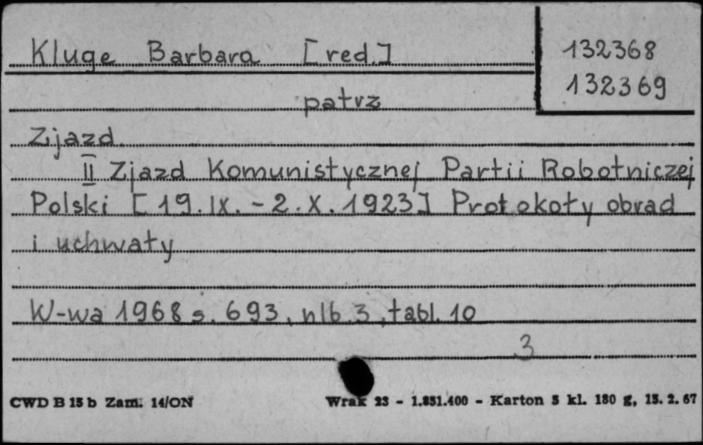 Kluge Barbara [red.]
132368
132369
patrz
Zjazd.
II Zjazd Komunistycznej Partii Robotniczej
Polski [19.IX. - 2.X.1923] Protokoły obrad
i uchwały
W-wa 1968 s. 693, nlb. 3, tabl. 10
3
CWD B 15 b Zam. 14/ON
Wrak 23 - 1.851.400 - Karton 5 kl. 180 g, 15. 2. 67